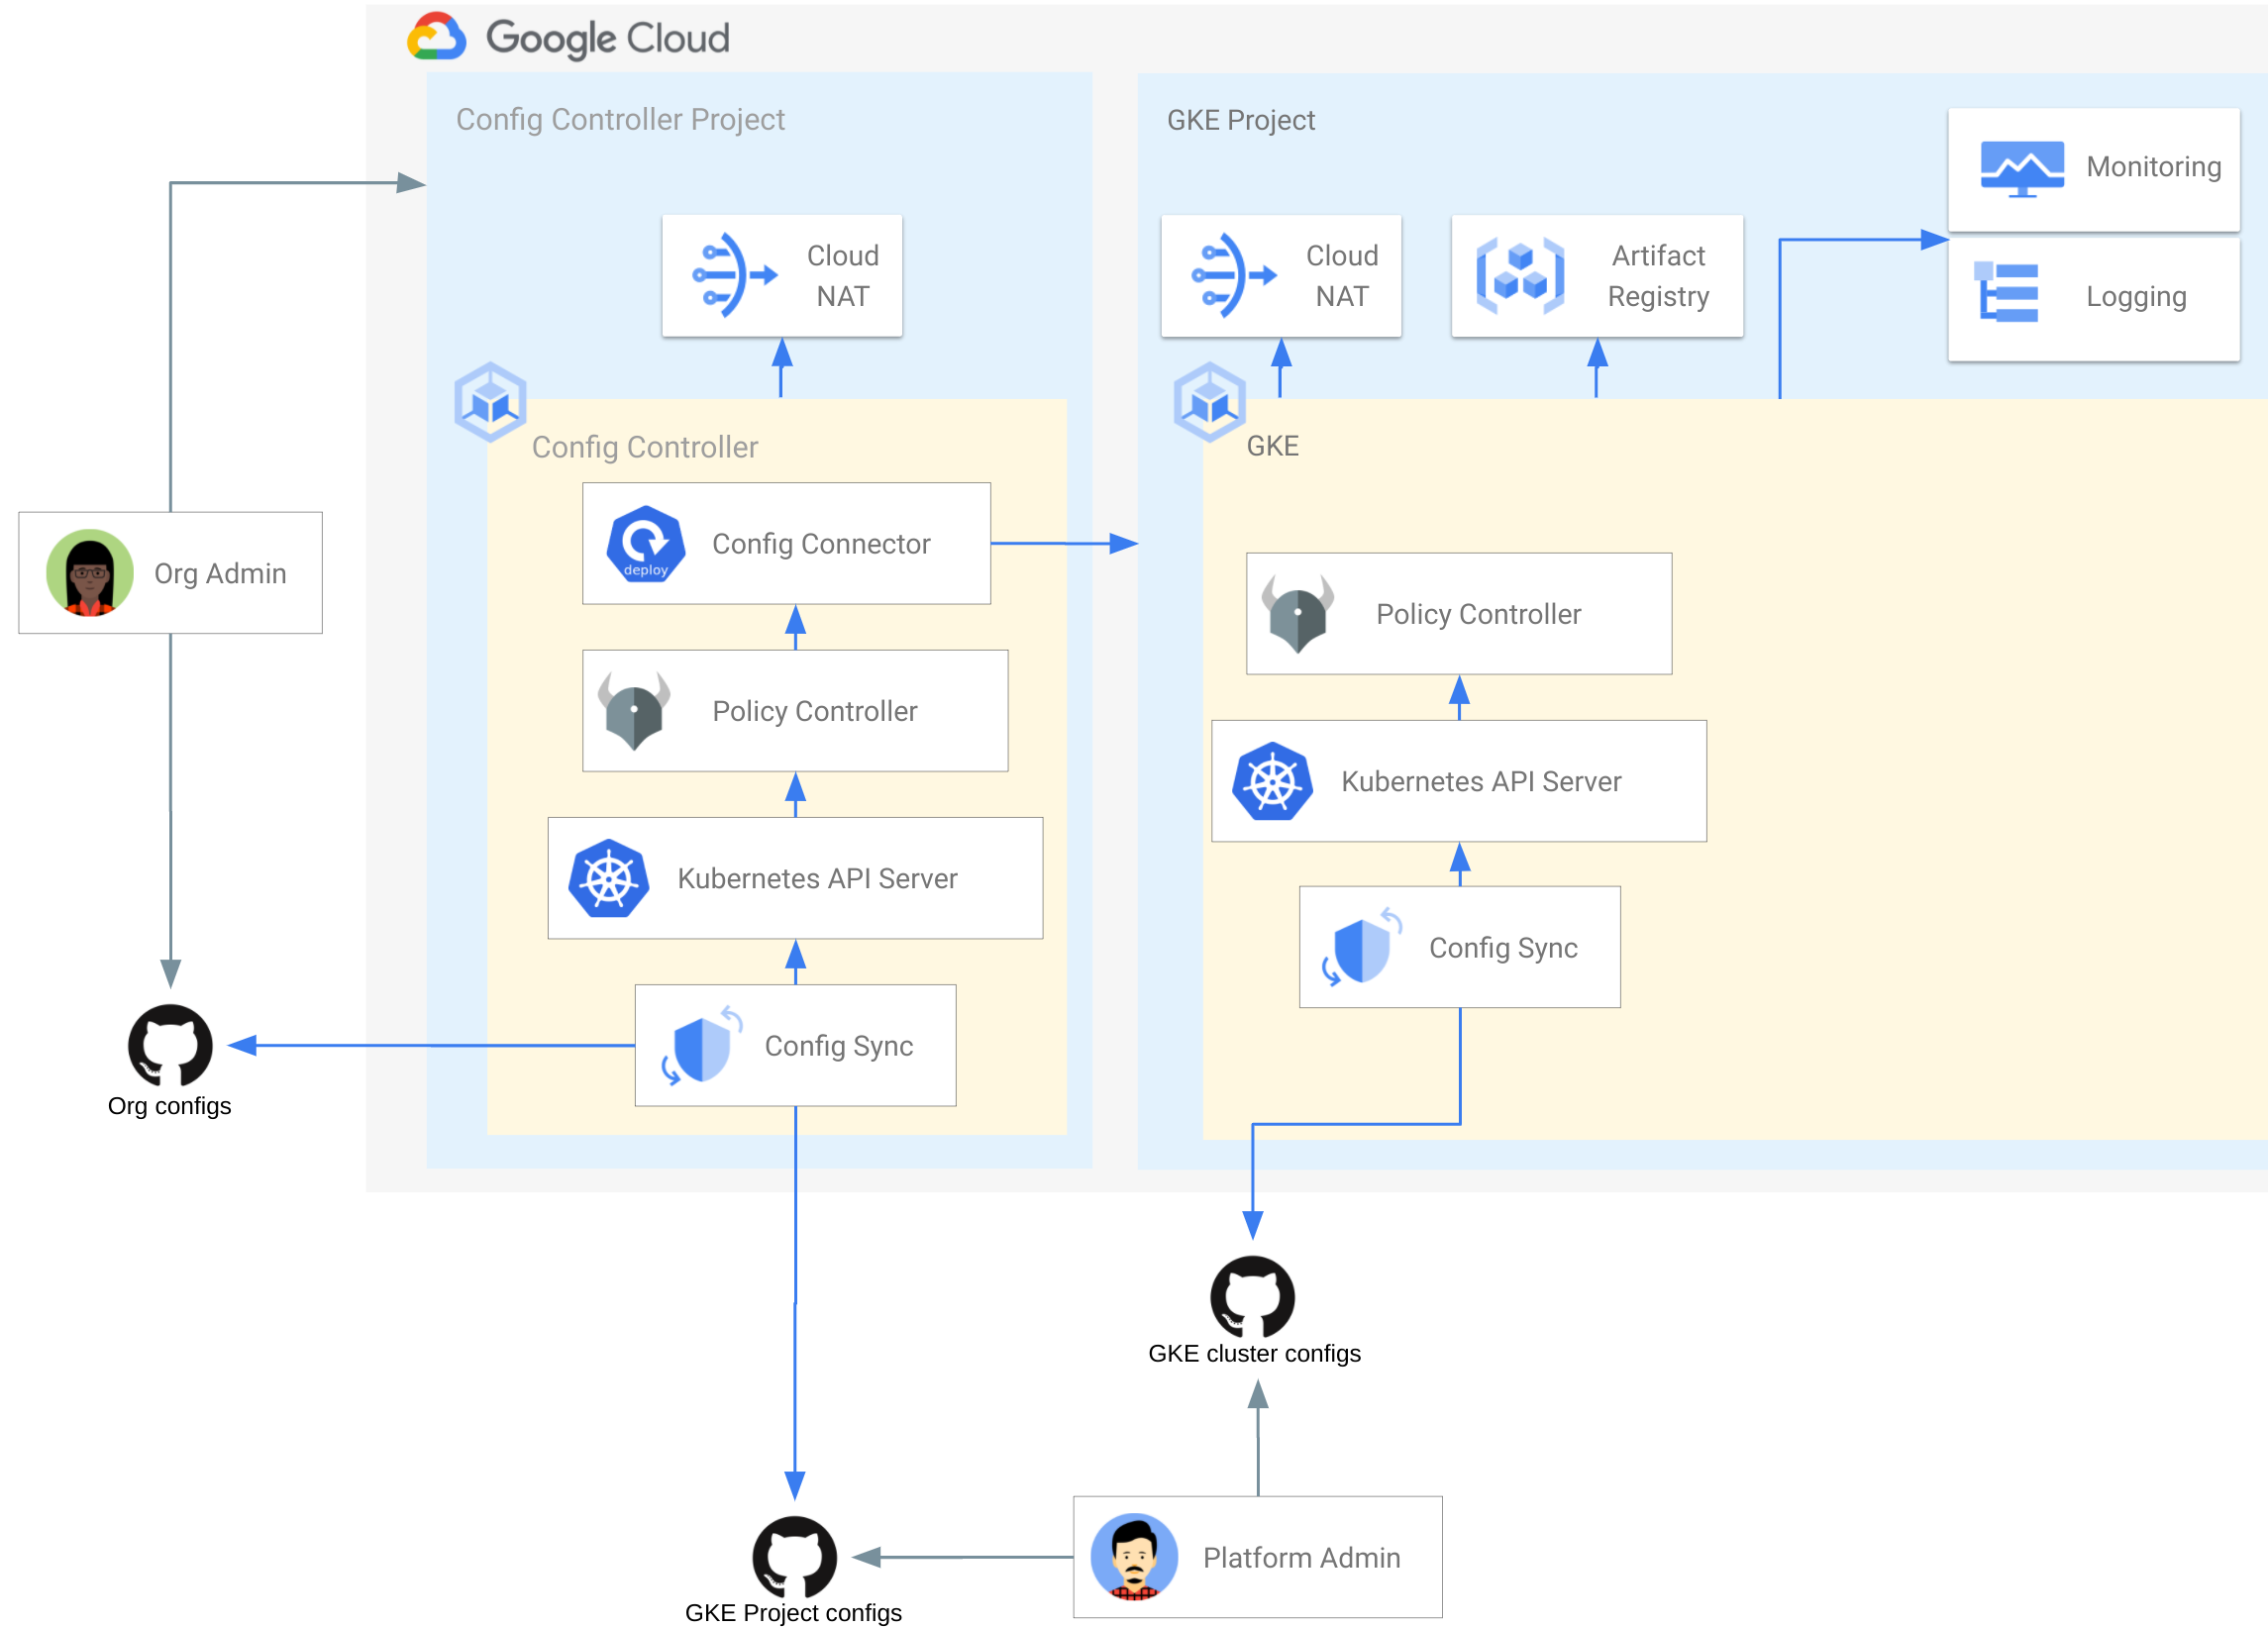 Google Cloud
Config Controller Project
GKE Project
Monitoring
Cloud
NAT
Cloud
NAT
Artifact
Registry
Logging
Config Controller
GKE
deploy
Config Connector
Org Admin
Policy Controller
Policy Controller
Kubernetes API Server
Kubernetes API Server
Config Sync
Config Sync
Org configs
GKE cluster configs
Platform Admin
GKE Project configs